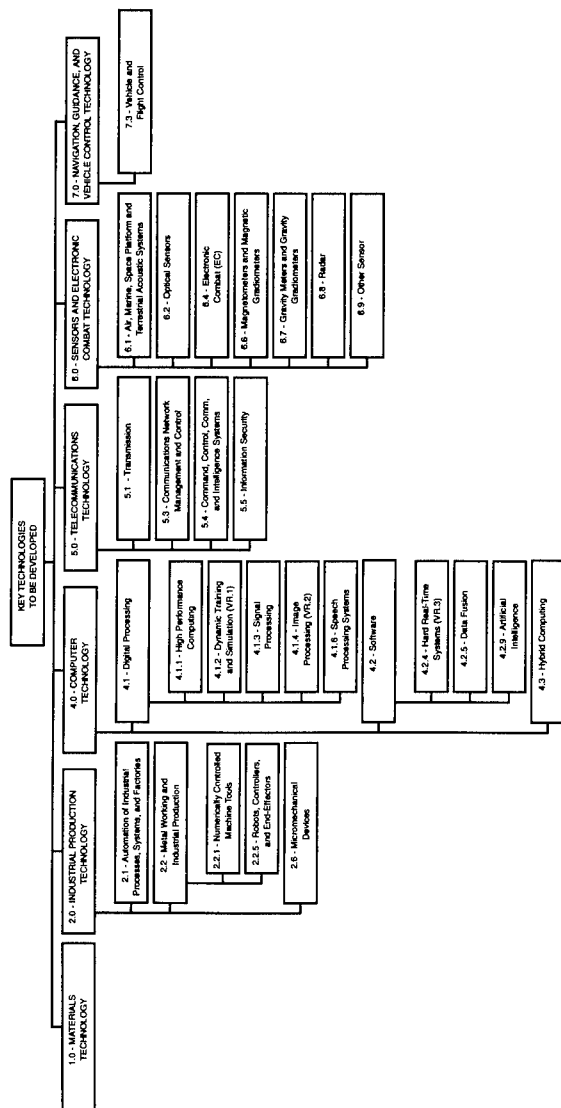 KEY TECHNOLOGIES
TO BE DEVELOPED
1.0 - MATERIALS
TECHNOLOGY
2.0 - INDUSTRIAL PRODUCTION
TECHNOLOGY
2.1 - Automation of Industrial
Processes, Systems, and Factories
2.2 - Metal Working and
Industrial Production
2.2.1 - Numerically Controlled
Machine Tools
2.2.5 - Robots, Controllers,
and End-Effectors
2.6 - Micromechanical
Devices
4.0 - COMPUTER
TECHNOLOGY
4.1 - Digital Processing
4.1.1 - High Performance
Computing
4.1.2 - Dynamic Training
and Simulation (VR.1)
4.1.3 - Signal
Processing
4.1.4 - Image
Processing (VR.2)
4.1.6 - Speech
Processing Systems
4.2 - Software
4.2.4 - Hard Real-Time
Systems (VR.3)
4.2.5 - Data Fusion
4.2.9 - Artificial
Intelligence
4.3 - Hybrid Computing
5.0 - TELECOMMUNICATIONS
TECHNOLOGY
5.1 - Transmission
5.3 - Communications Network
Management and Control
5.4 - Command, Control, Comm,
and Intelligence Systems
5.5 - Information Security
6.0 - SENSORS AND ELECTRONIC
COMBAT TECHNOLOGY
6.1 - Air, Marine, Space Platform and
Terrestrial Acoustic Systems
6.2 - Optical Sensors
6.4 - Electronic
Combat (EC)
6.6 - Magnetometers and Magnetic
Gradiometers
6.7 - Gravity Meters and Gravity
Gradiometers
6.8 - Radar
6.9 - Other Sensor
7.0 - NAVIGATION, GUIDANCE, AND
VEHICLE CONTROL TECHNOLOGY
7.3 - Vehicle and
Flight Control